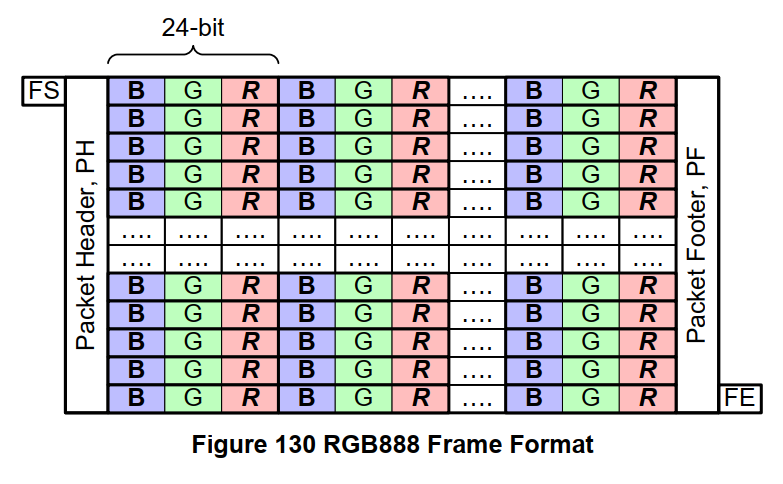 24-bit
FS B G R B G R .... B G R
B G R B G R .... B G R
B G R B G R .... B G R
B G R B G R .... B G R
B G R B G R .... B G R
.... .... .... .... .... .... .... .... .... ....
.... .... .... .... .... .... .... .... .... ....
B G R B G R .... B G R
B G R B G R .... B G R
B G R B G R .... B G R
B G R B G R .... B G R
B G R B G R .... B G R FE
Packet Header, PH
Packet Footer, PF
Figure 130 RGB888 Frame Format